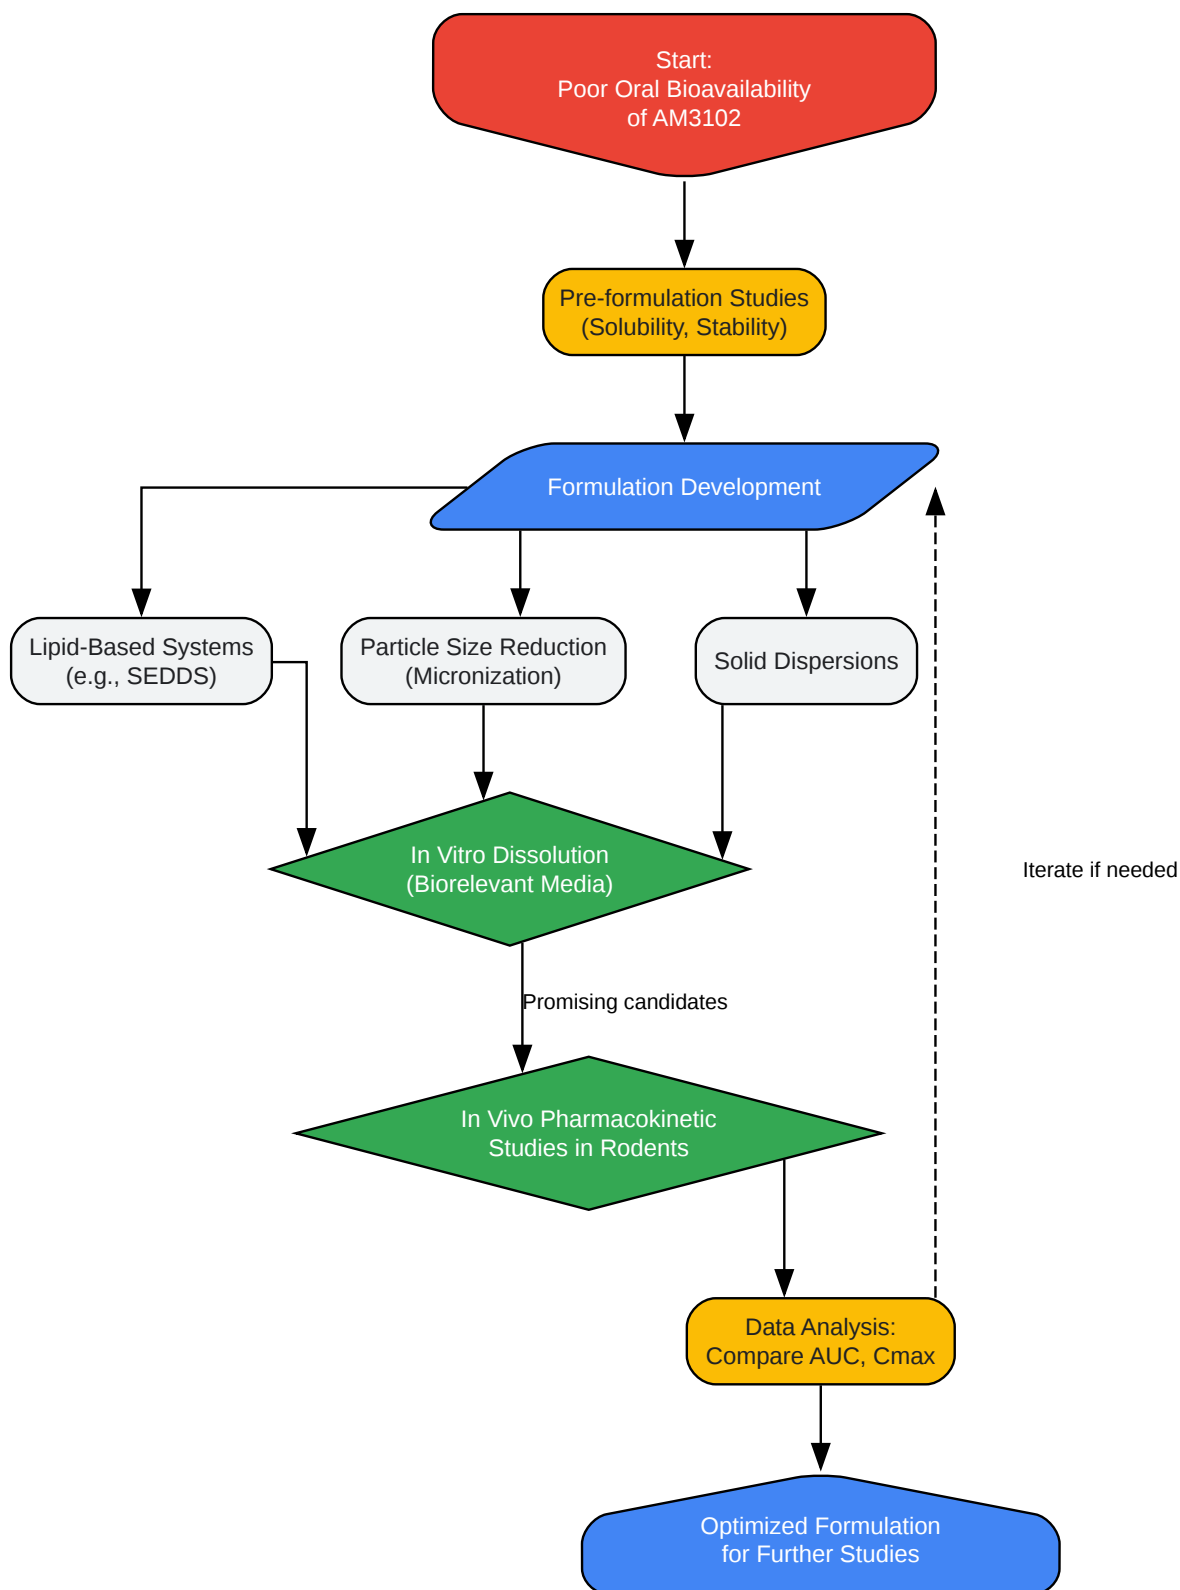 Start:
Poor Oral Bioavailability
of AM3102
Pre-formulation Studies
(Solubility, Stability)
Formulation Development
Lipid-Based Systems
(e.g., SEDDS)
Particle Size Reduction
(Micronization)
Solid Dispersions
In Vitro Dissolution
(Biorelevant Media)
Iterate if needed
Promising candidates
In Vivo Pharmacokinetic
Studies in Rodents
Data Analysis:
Compare AUC, Cmax
Optimized Formulation
for Further Studies